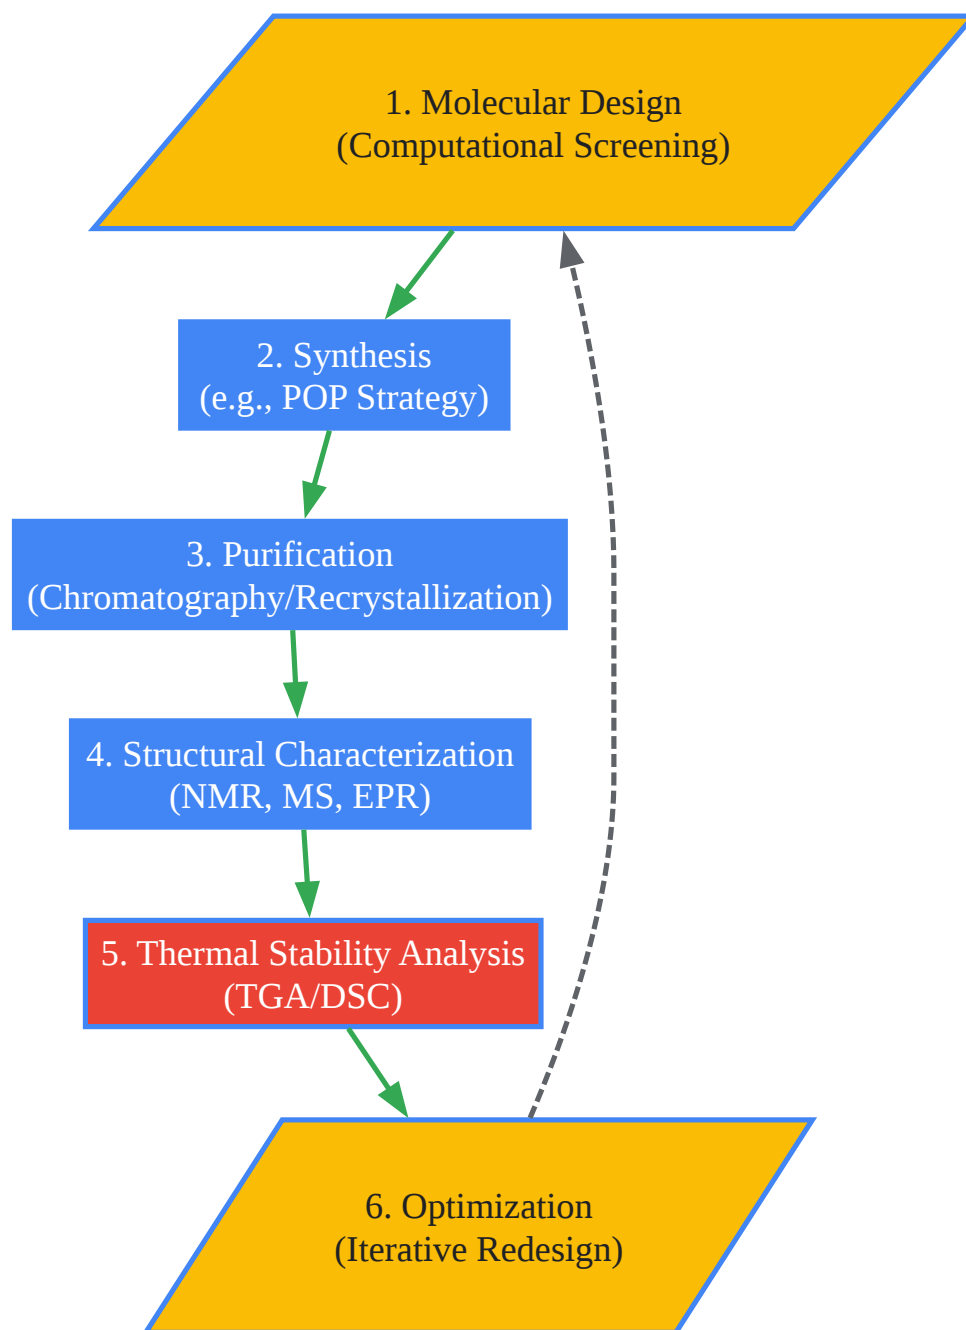 1. Molecular Design
(Computational Screening)
2. Synthesis
(e.g., POP Strategy)
3. Purification
(Chromatography/Recrystallization)
4. Structural Characterization
(NMR, MS, EPR)
5. Thermal Stability Analysis
(TGA/DSC)
6. Optimization
(Iterative Redesign)